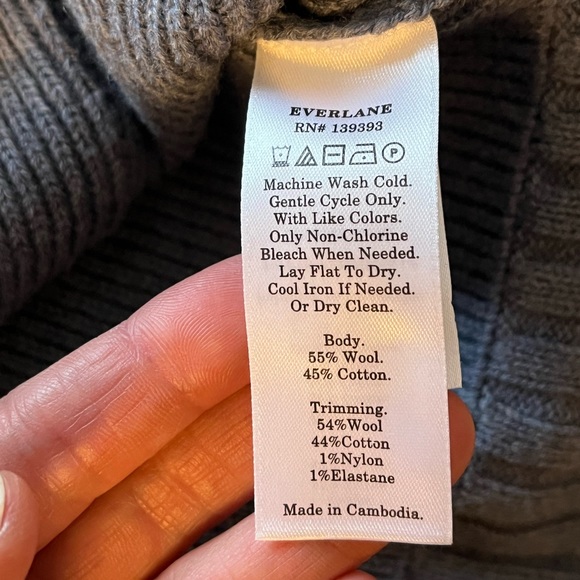 EVERLANE
RN# 139393
P
Machine Wash Cold.
Gentle Cycle Only.
With Like Colors.
Only Non-Chlorine
Bleach When Needed.
Lay Flat To Dry.
Cool Iron If Needed.
Or Dry Clean.
Body.
55% Wool.
45% Cotton.
Trimming.
54%Wool
44%Cotton
1%Nylon
1%Elastane
Made in Cambodia.